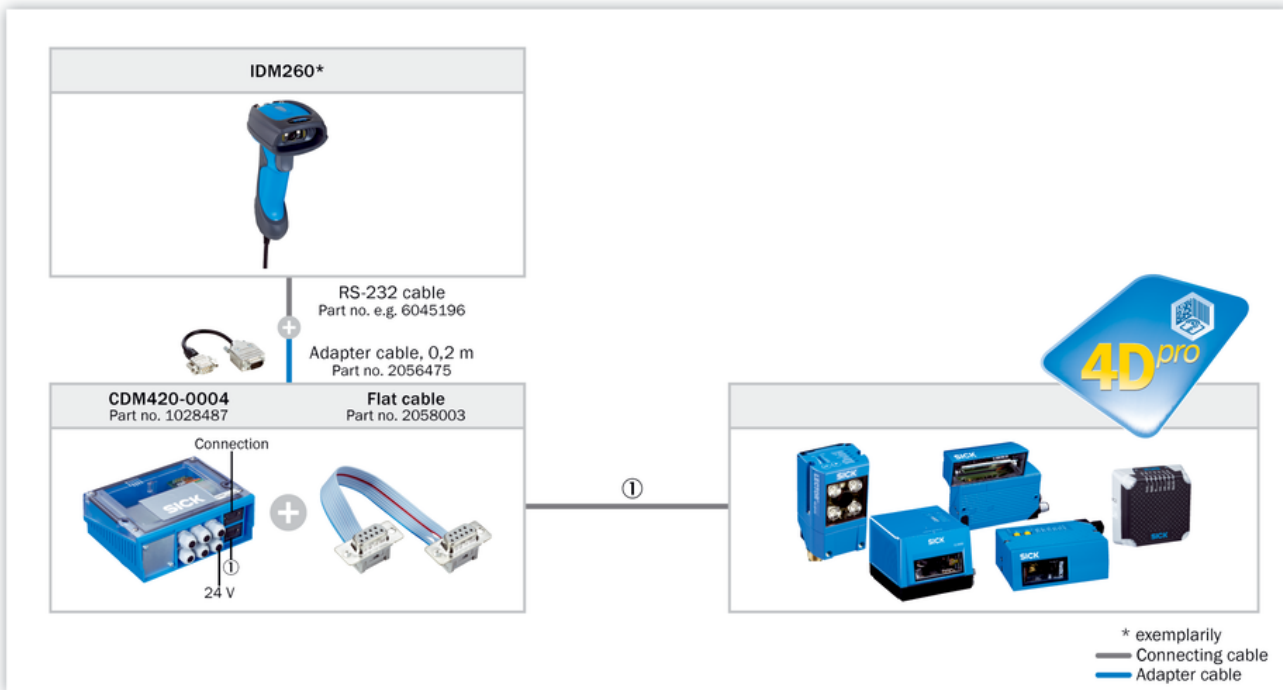 IDM260*
RS-232 cable
Part no. e.g. 6045196
Adapter cable, 0,2 m
Part no. 2056475
CDM420-0004
Part no. 1028487
Flat cable
Part no. 2058003
Connection
SICK
①
24 V
①
4Dpro
SICK
SICK
SICK
SICK
SICK
* exemplarily
Connecting cable
Adapter cable